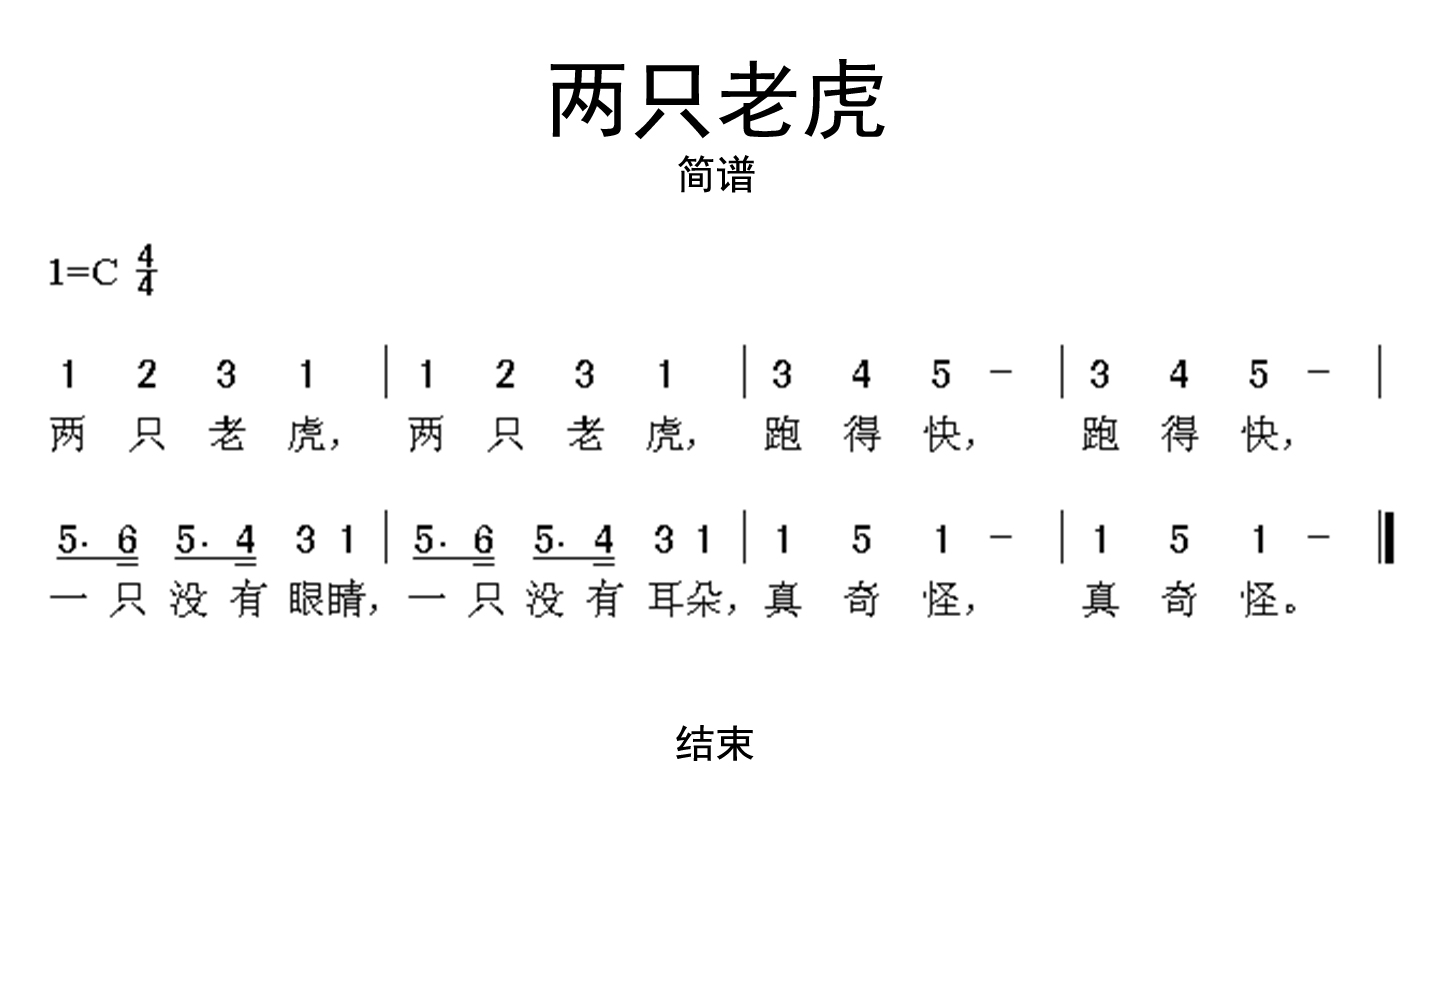 两只老虎
简谱
1=C 4/4
1 2 3 1 | 1 2 3 1 | 3 4 5 － | 3 4 5 － |
两 只 老 虎， 两 只 老 虎， 跑 得 快， 跑 得 快，
5· 6 5· 4 3 1 | 5· 6 5· 4 3 1 | 1 5 1 － | 1 5 1 － ‖
一 只 没 有 眼睛， 一 只 没 有 耳朵， 真 奇 怪， 真 奇 怪。
结束